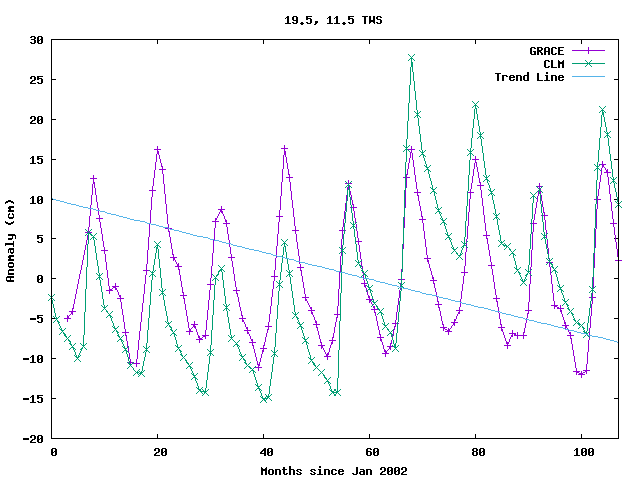 19.5, 11.5 TWS
GRACE
CLM
Trend Line
30
25
20
15
10
5
0
-5
-10
-15
-20
Anomaly (cm)
0 20 40 60 80 100
Months since Jan 2002